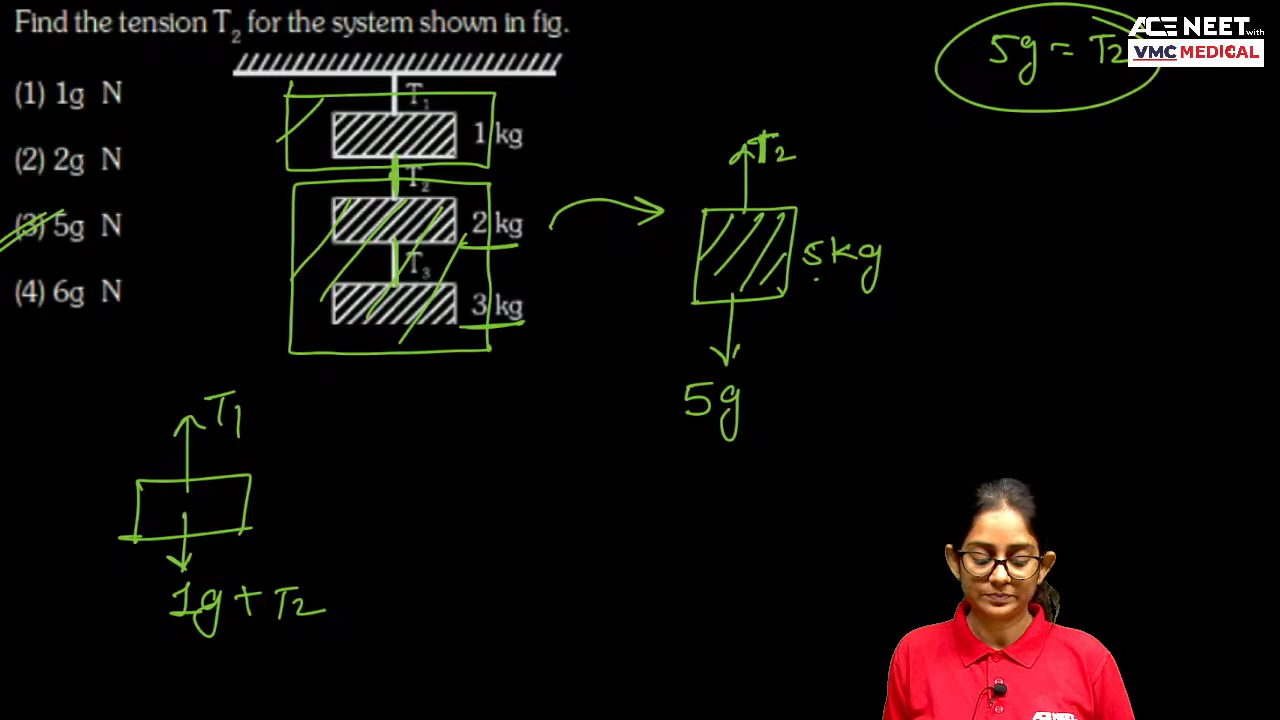 Find the tension T₂ for the system shown in fig.
(1) 1g N
(2) 2g N
(3) 5g N
(4) 6g N
T₁
1 kg
T₂
2 kg
T₃
3 kg
5g = T₂
ACE NEET with
VMC MEDICAL
T₂
5kg
5g
T₁
1g + T₂
ACE NEET